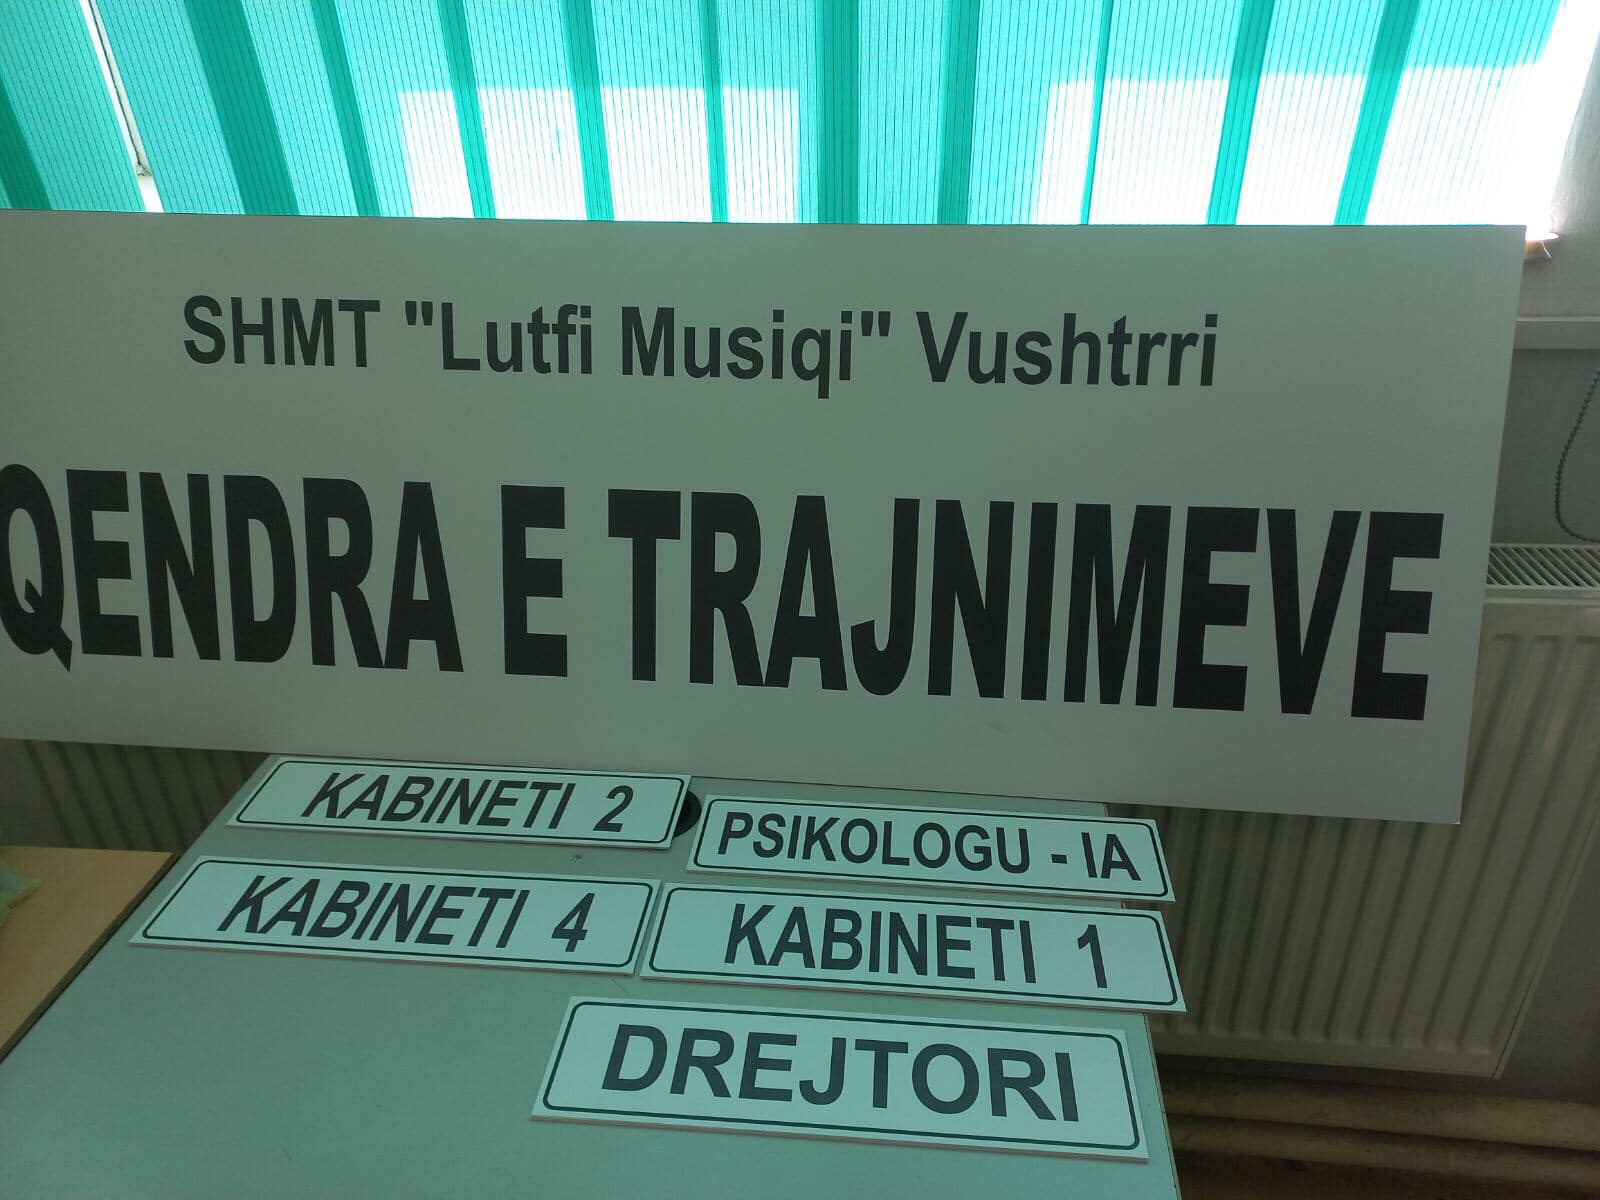 SHMT "Lutfi Musiqi" Vushtrri
QENDRA E TRAJNIMEVE
KABINETI 2
PSIKOLOGU - IA
KABINETI 4
KABINETI 1
DREJTORI